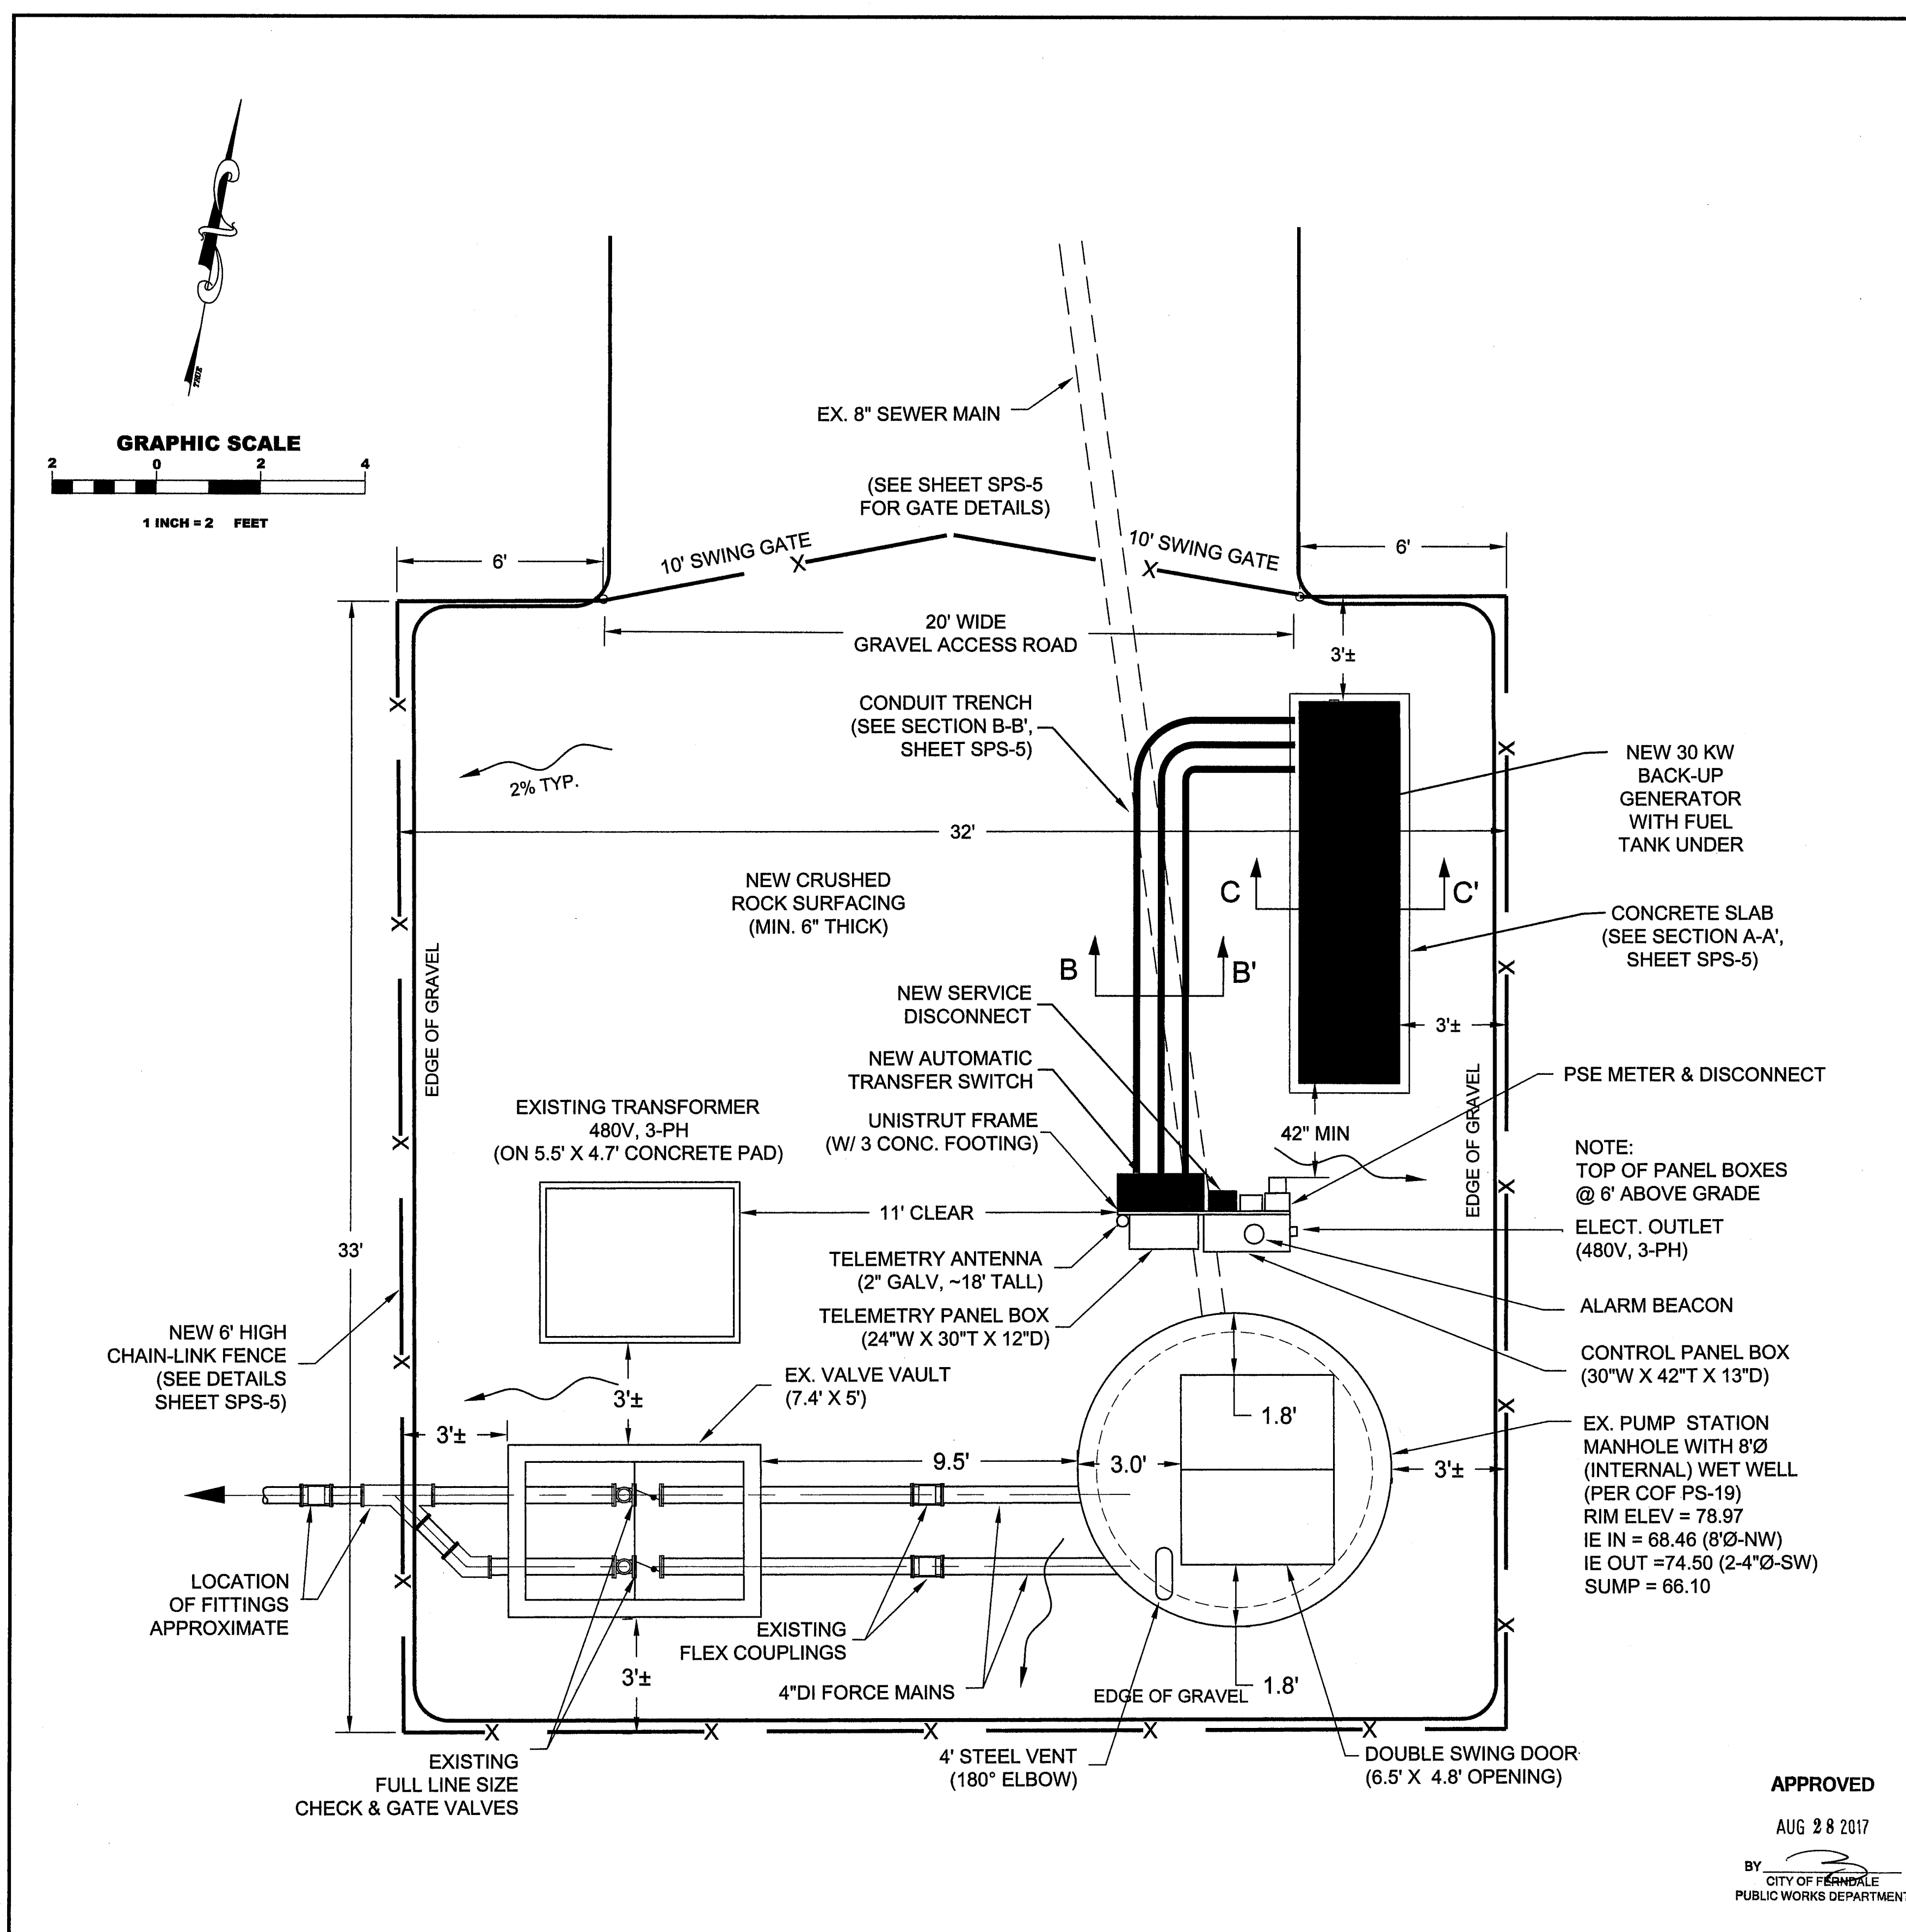 TRUE
GRAPHIC SCALE
2 0 2 4
1 INCH = 2 FEET
EX. 8" SEWER MAIN
(SEE SHEET SPS-5
FOR GATE DETAILS)
10' SWING GATE
X
10' SWING GATE
X
6'
6'
20' WIDE
GRAVEL ACCESS ROAD
3'±
CONDUIT TRENCH
(SEE SECTION B-B',
SHEET SPS-5)
2% TYP.
32'
NEW 30 KW
BACK-UP
GENERATOR
WITH FUEL
TANK UNDER
NEW CRUSHED
ROCK SURFACING
(MIN. 6" THICK)
C C'
CONCRETE SLAB
(SEE SECTION A-A',
SHEET SPS-5)
B B'
EDGE OF GRAVEL
NEW SERVICE
DISCONNECT
3'±
NEW AUTOMATIC
TRANSFER SWITCH
PSE METER & DISCONNECT
EDGE OF GRAVEL
EXISTING TRANSFORMER
480V, 3-PH
(ON 5.5' X 4.7' CONCRETE PAD)
UNISTRUT FRAME
(W/ 3 CONC. FOOTING)
42" MIN
NOTE:
TOP OF PANEL BOXES
@ 6' ABOVE GRADE
11' CLEAR
ELECT. OUTLET
(480V, 3-PH)
33'
TELEMETRY ANTENNA
(2" GALV, ~18' TALL)
ALARM BEACON
TELEMETRY PANEL BOX
(24"W X 30"T X 12"D)
NEW 6' HIGH
CHAIN-LINK FENCE
(SEE DETAILS
SHEET SPS-5)
CONTROL PANEL BOX
(30"W X 42"T X 13"D)
EX. VALVE VAULT
(7.4' X 5')
3'±
3'±
1.8'
9.5'
3.0'
3'±
EX. PUMP STATION
MANHOLE WITH 8'Ø
(INTERNAL) WET WELL
(PER COF PS-19)
RIM ELEV = 78.97
IE IN = 68.46 (8'Ø-NW)
IE OUT =74.50 (2-4"Ø-SW)
SUMP = 66.10
LOCATION
OF FITTINGS
APPROXIMATE
EXISTING
FLEX COUPLINGS
3'±
4"DI FORCE MAINS
EDGE OF GRAVEL
1.8'
EXISTING
FULL LINE SIZE
CHECK & GATE VALVES
4' STEEL VENT
(180° ELBOW)
DOUBLE SWING DOOR
(6.5' X 4.8' OPENING)
APPROVED
AUG 28 2017
BY
CITY OF FERNDALE
PUBLIC WORKS DEPARTMENT